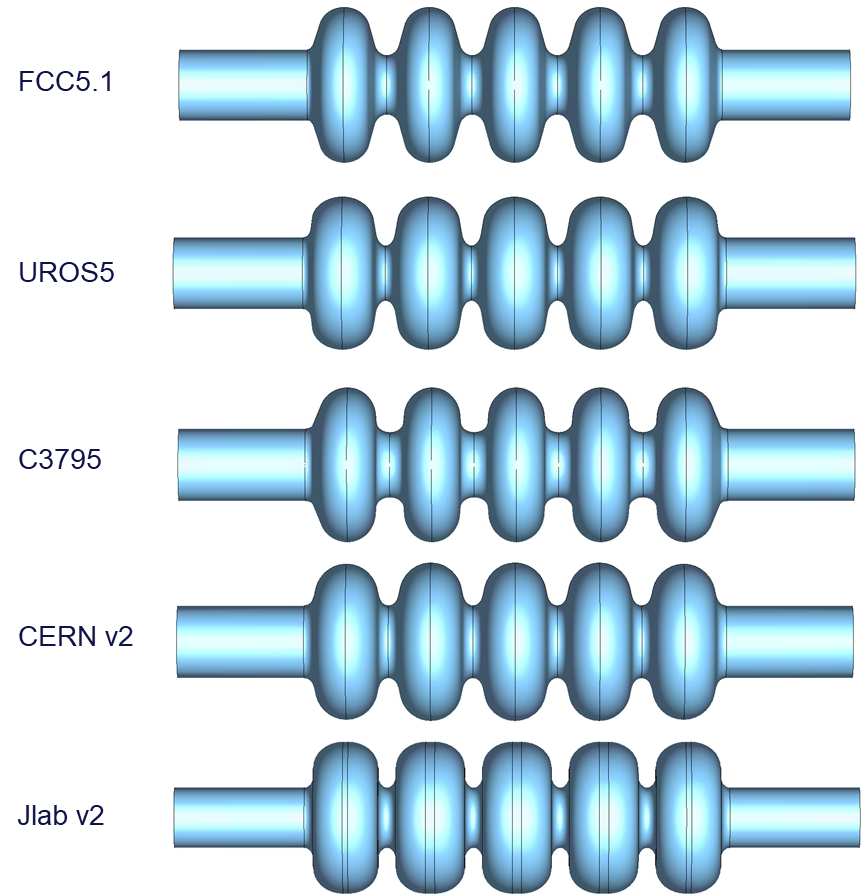 FCC5.1
UROS5
C3795
CERN v2
Jlab v2